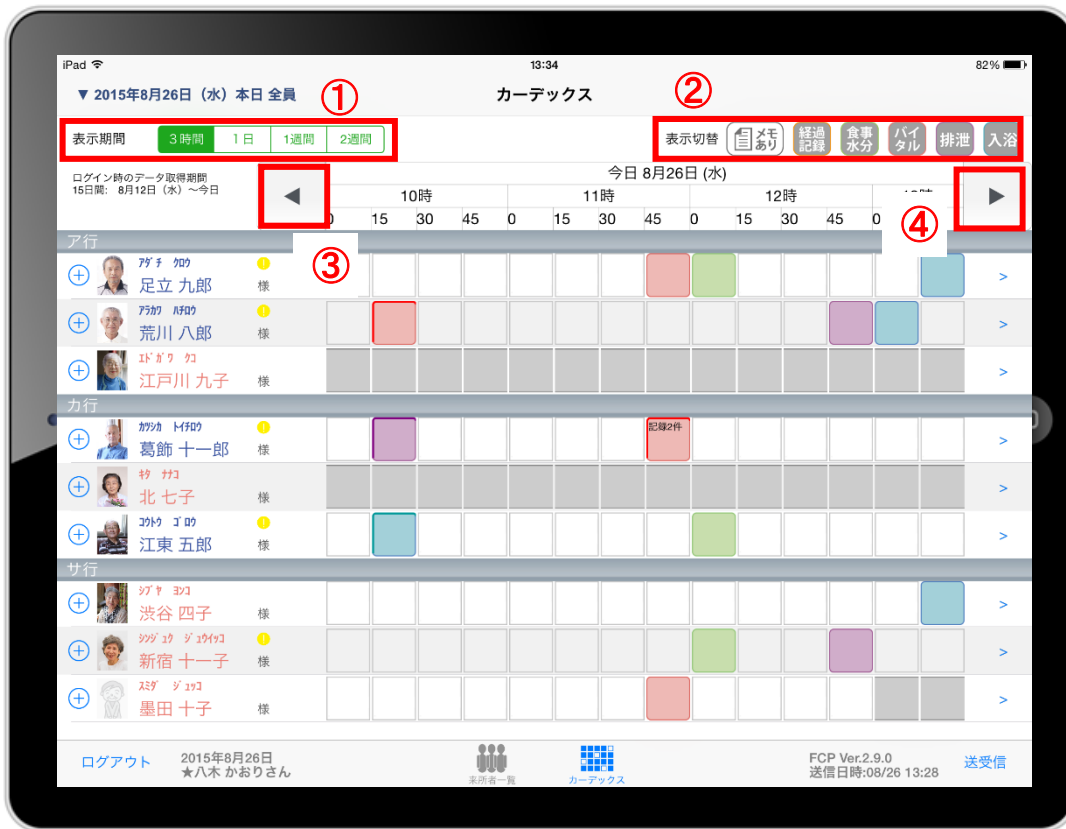 iPad 13:34 82%
▼ 2015年8月26日（水）本日 全員 ① カーデックス ②
表示期間 3時間 1日 1週間 2週間 表示切替 メモあり 経過記録 食事水分 バイタル 排泄 入浴
ログイン時のデータ取得期間
15日間: 8月12日（水）～今日
◀ 今日 8月26日 (水) ▶
10時 11時 12時
15 30 45 0 15 30 45 0 15 30 45 0
③ ④
ア行
ｱﾀﾞﾁ ｸﾛｳ
足立 九郎 様
ｱﾗｶﾜ ﾊﾁﾛｳ
荒川 八郎 様
ｴﾄﾞｶﾞﾜ ｸｺ
江戸川 九子 様
カ行
ｶﾂｼｶ ﾄｲﾁﾛｳ
葛飾 十一郎 様
記録2件
ｷﾀ ﾅﾅｺ
北 七子 様
ｺｳﾄｳ ｺﾞﾛｳ
江東 五郎 様
サ行
ｼﾌﾞﾔ ﾖﾝｺ
渋谷 四子 様
ｼﾝｼﾞｭｸ ｼﾞｭｳｲｯｺ
新宿 十一子 様
ｽﾐﾀﾞ ｼﾞｭｯｺ
墨田 十子 様
ログアウト
2015年8月26日
★八木 かおりさん
来所者一覧
カーデックス
FCP Ver.2.9.0
送信日時:08/26 13:28
送受信